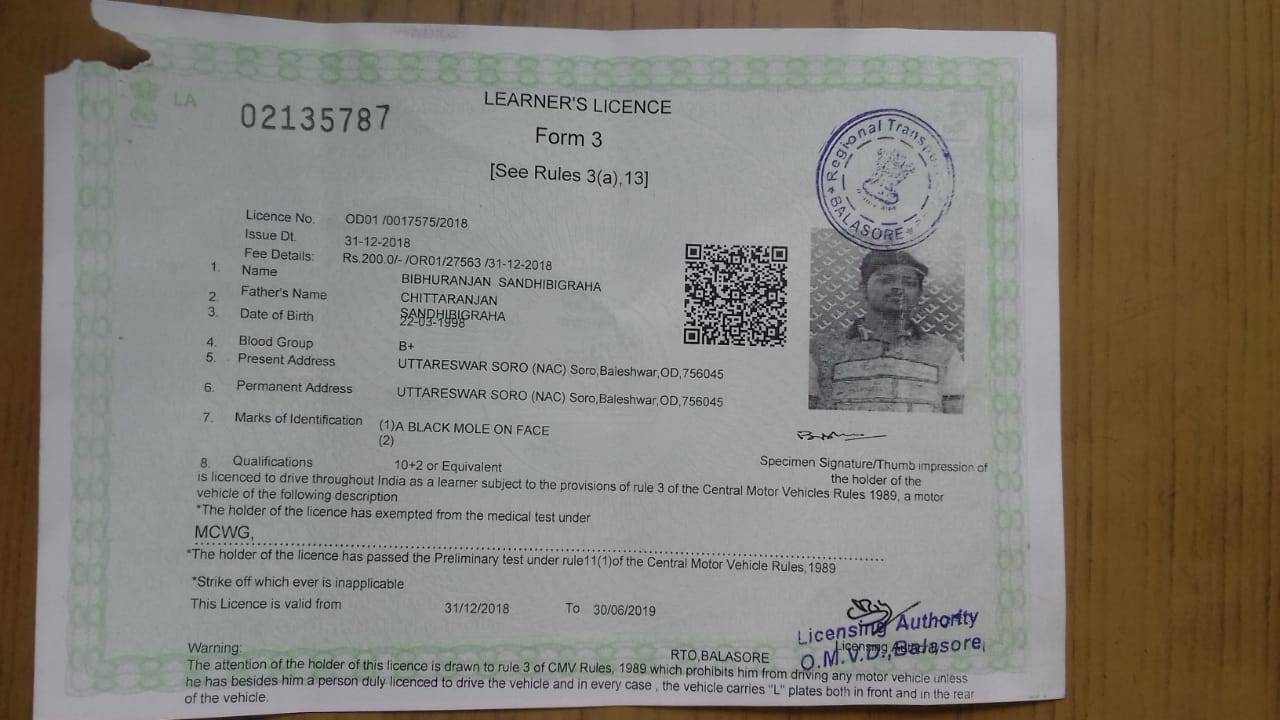 LA
02135787
LEARNER'S LICENCE
Form 3
[See Rules 3(a),13]
Regional Transpo
BALASORE
Licence No. OD01 /0017575/2018
Issue Dt. 31-12-2018
Fee Details: Rs.200.0/- /OR01/27563 /31-12-2018
1. Name BIBHURANJAN SANDHIBIGRAHA
2. Father's Name CHITTARANJAN
SANDHIBIGRAHA
3. Date of Birth 22-03-1998
4. Blood Group B+
5. Present Address UTTARESWAR SORO (NAC) Soro,Baleshwar,OD,756045
6. Permanent Address UTTARESWAR SORO (NAC) Soro,Baleshwar,OD,756045
7. Marks of Identification (1)A BLACK MOLE ON FACE
(2)
8. Qualifications 10+2 or Equivalent
Specimen Signature/Thumb impression of
the holder of the
is licenced to drive throughout India as a learner subject to the provisions of rule 3 of the Central Motor Vehicles Rules 1989, a motor
vehicle of the following description
*The holder of the licence has exempted from the medical test under
MCWG,
*The holder of the licence has passed the Preliminary test under rule11(1)of the Central Motor Vehicle Rules,1989
*Strike off which ever is inapplicable
This Licence is valid from 31/12/2018 To 30/06/2019
Licensing Authority
Licensing Authority
O.M.V.D.,Balasore
RTO,BALASORE
Warning:
The attention of the holder of this licence is drawn to rule 3 of CMV Rules, 1989 which prohibits him from driving any motor vehicle unless
he has besides him a person duly licenced to drive the vehicle and in every case , the vehicle carries "L" plates both in front and in the rear
of the vehicle.